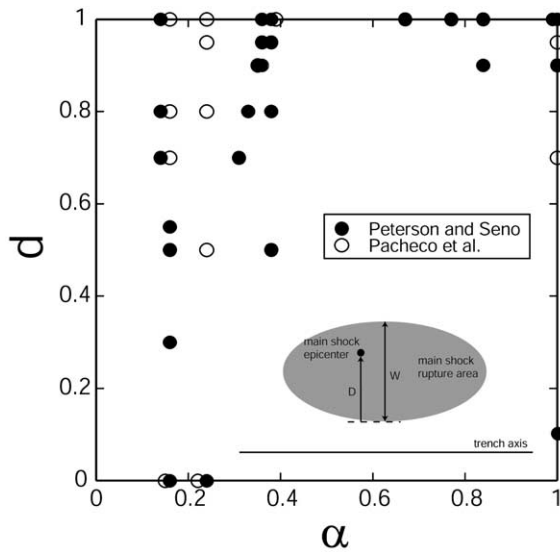 1
0.8
0.6
0.4
0.2
0
d
0 0.2 0.4 0.6 0.8 1
α
Peterson and Seno
Pacheco et al.
main shock
epicenter
main shock
rupture area
D
W
trench axis